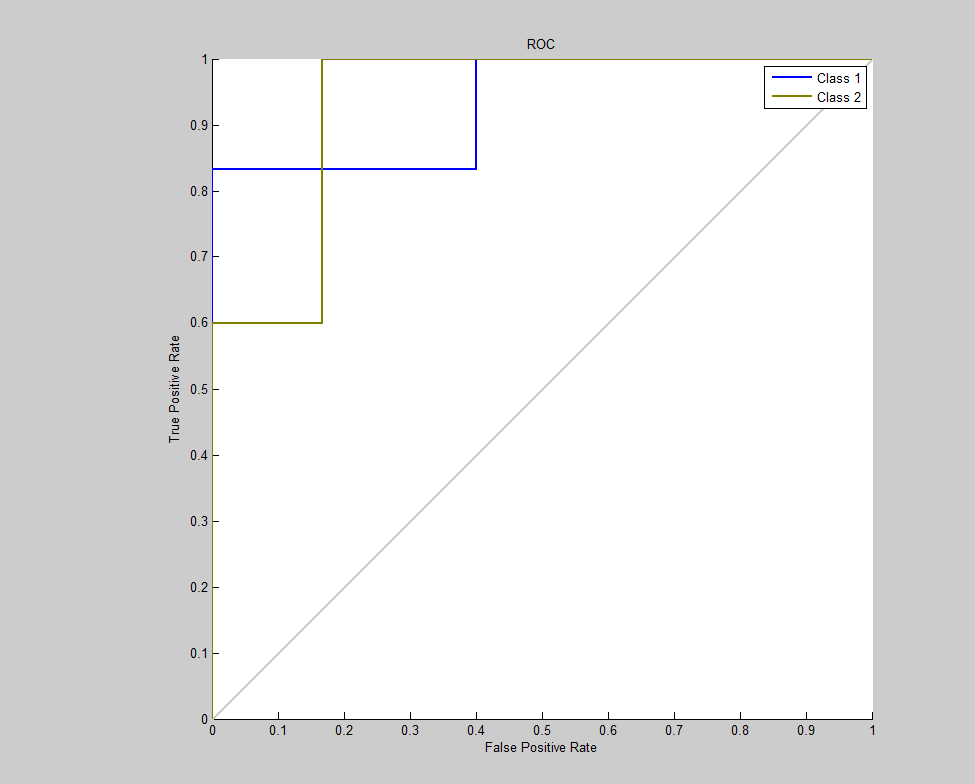 ROC
Class 1
Class 2
1
0.9
0.8
0.7
0.6
0.5
0.4
0.3
0.2
0.1
0
True Positive Rate
0 0.1 0.2 0.3 0.4 0.5 0.6 0.7 0.8 0.9 1
False Positive Rate